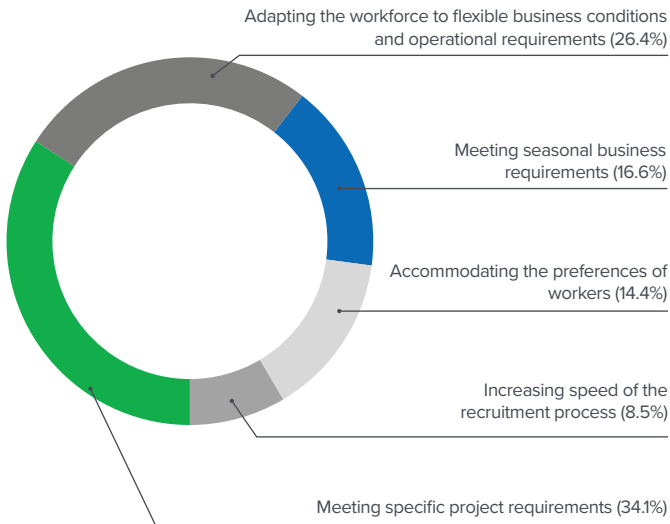 Adapting the workforce to flexible business conditions
and operational requirements (26.4%)
Meeting seasonal business
requirements (16.6%)
Accommodating the preferences of
workers (14.4%)
Increasing speed of the
recruitment process (8.5%)
Meeting specific project requirements (34.1%)